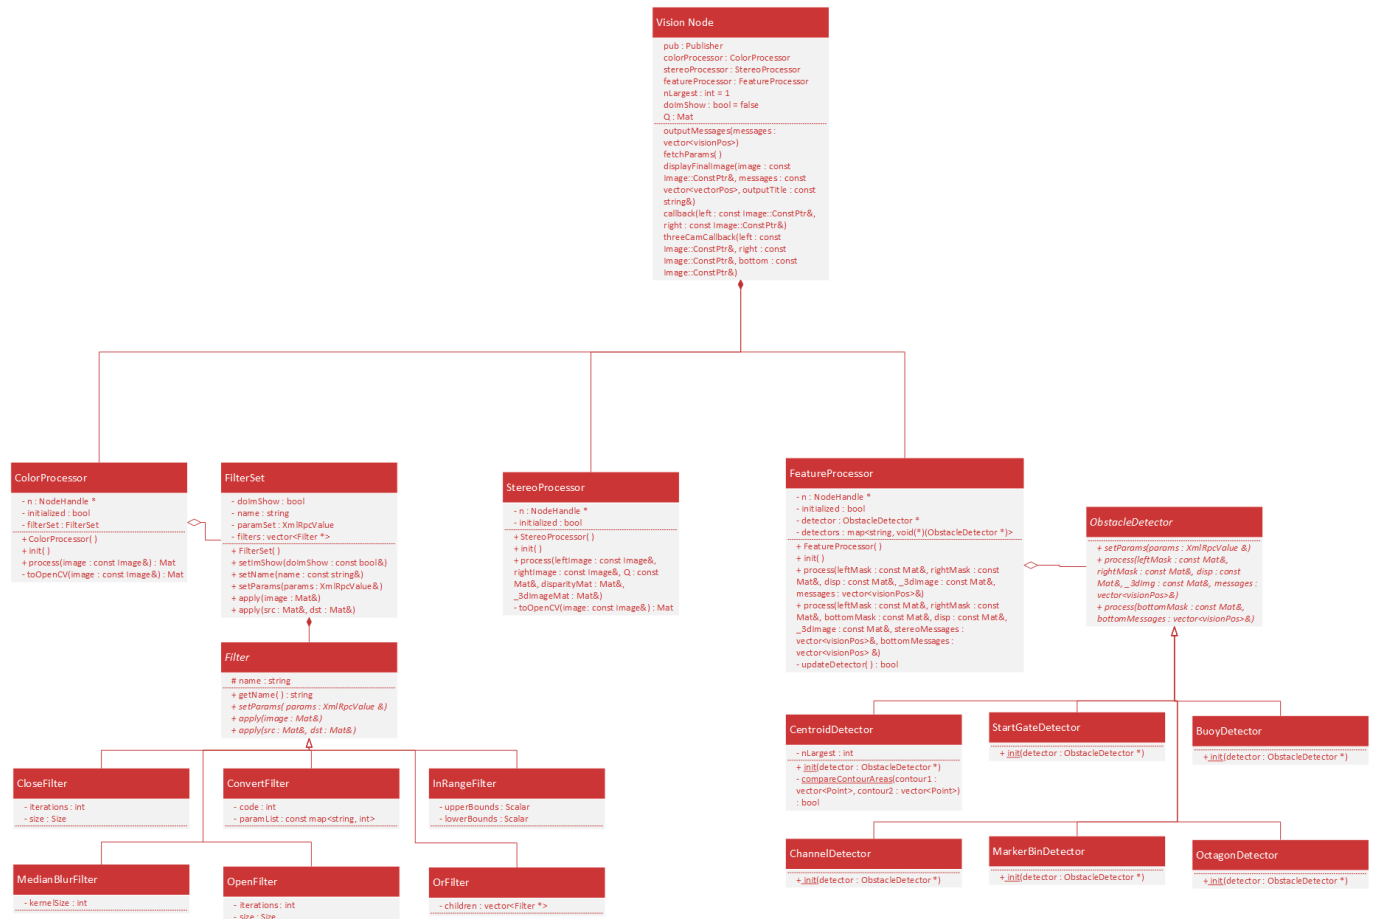 Vision Node
pub : Publisher
colorProcessor : ColorProcessor
stereoProcessor : StereoProcessor
featureProcessor : FeatureProcessor
nLargest : int = 1
doImShow : bool = false
Q : Mat
outputMessages(messages :
vector<visionPos>)
fetchParams( )
displayFinalImage(image : const
Image::ConstPtr&, messages : const
vector<vectorPos>, outputTitle : const
string&)
callback(left : const Image::ConstPtr&,
right : const Image::ConstPtr&)
threeCamCallback(left : const
Image::ConstPtr&, right : const
Image::ConstPtr&, bottom : const
Image::ConstPtr&)
ColorProcessor
- n : NodeHandle *
- initialized : bool
- filterSet : FilterSet
+ ColorProcessor( )
+ init( )
+ process(image : const Image&) : Mat
- toOpenCV(image : const Image&) : Mat
FilterSet
- doImShow : bool
- name : string
- paramSet : XmlRpcValue
- filters : vector<Filter *>
+ FilterSet( )
+ setImShow(doImShow : const bool&)
+ setName(name : const string&)
+ setParams(params : XmlRpcValue&)
+ apply(image : Mat&)
+ apply(src : Mat&, dst : Mat&)
StereoProcessor
- n : NodeHandle *
- initialized : bool
+ StereoProcessor( )
+ init( )
+ process(leftImage : const Image&,
rightImage : const Image&, Q : const
Mat&, disparityMat : Mat&,
_3dImageMat : Mat&)
- toOpenCV(image: const Image&) : Mat
FeatureProcessor
- n : NodeHandle *
- initialized : bool
- detector : ObstacleDetector *
- detectors : map<string, void(*)(ObstacleDetector *)>
+ FeatureProcessor( )
+ init( )
+ process(leftMask : const Mat&, rightMask : const
Mat&, disp : const Mat&, _3dImage : const Mat&,
messages : vector<visionPos>&)
+ process(leftMask : const Mat&, rightMask : const
Mat&, bottomMask : const Mat&, disp : const Mat&,
_3dImage : const Mat&, stereoMessages :
vector<visionPos>&, bottomMessages :
vector<visionPos> &)
- updateDetector( ) : bool
ObstacleDetector
+ setParams(params : XmlRpcValue &)
+ process(leftMask : const Mat&,
rightMask : const Mat&, disp : const
Mat&, _3dImg : const Mat&, messages :
vector<visionPos>&)
+ process(bottomMask : const Mat&,
bottomMessages : vector<visionPos>&)
Filter
# name : string
+ getName( ) : string
+ setParams( params : XmlRpcValue &)
+ apply(image : Mat&)
+ apply(src : Mat&, dst : Mat&)
CentroidDetector
- nLargest : int
+ init(detector : ObstacleDetector *)
- compareContourAreas(contour1 :
vector<Point>, contour2 : vector<Point>)
: bool
StartGateDetector
+ init(detector : ObstacleDetector *)
BuoyDetector
+ init(detector : ObstacleDetector *)
CloseFilter
- iterations : int
- size : Size
ConvertFilter
- code : int
- paramList : const map<string, int>
InRangeFilter
- upperBounds : Scalar
- lowerBounds : Scalar
ChannelDetector
+ init(detector : ObstacleDetector *)
MarkerBinDetector
+ init(detector : ObstacleDetector *)
OctagonDetector
+ init(detector : ObstacleDetector *)
MedianBlurFilter
- kernelSize : int
OpenFilter
- iterations : int
- size : Size
OrFilter
- children : vector<Filter *>